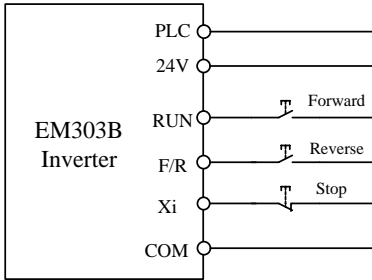 PLC
24V
RUN
Forward
EM303B
Inverter
F/R
Reverse
Xi
Stop
COM